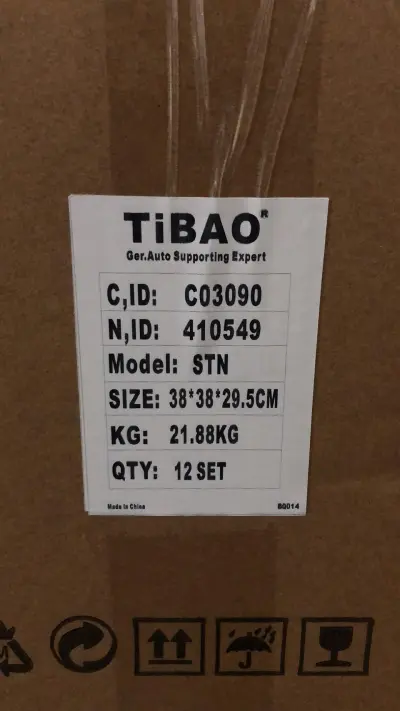 TiBAO®
Ger.Auto Supporting Expert
C,ID: C03090
N,ID: 410549
Model: STN
SIZE: 38*38*29.5CM
KG: 21.88KG
QTY: 12 SET
Made in China 80014